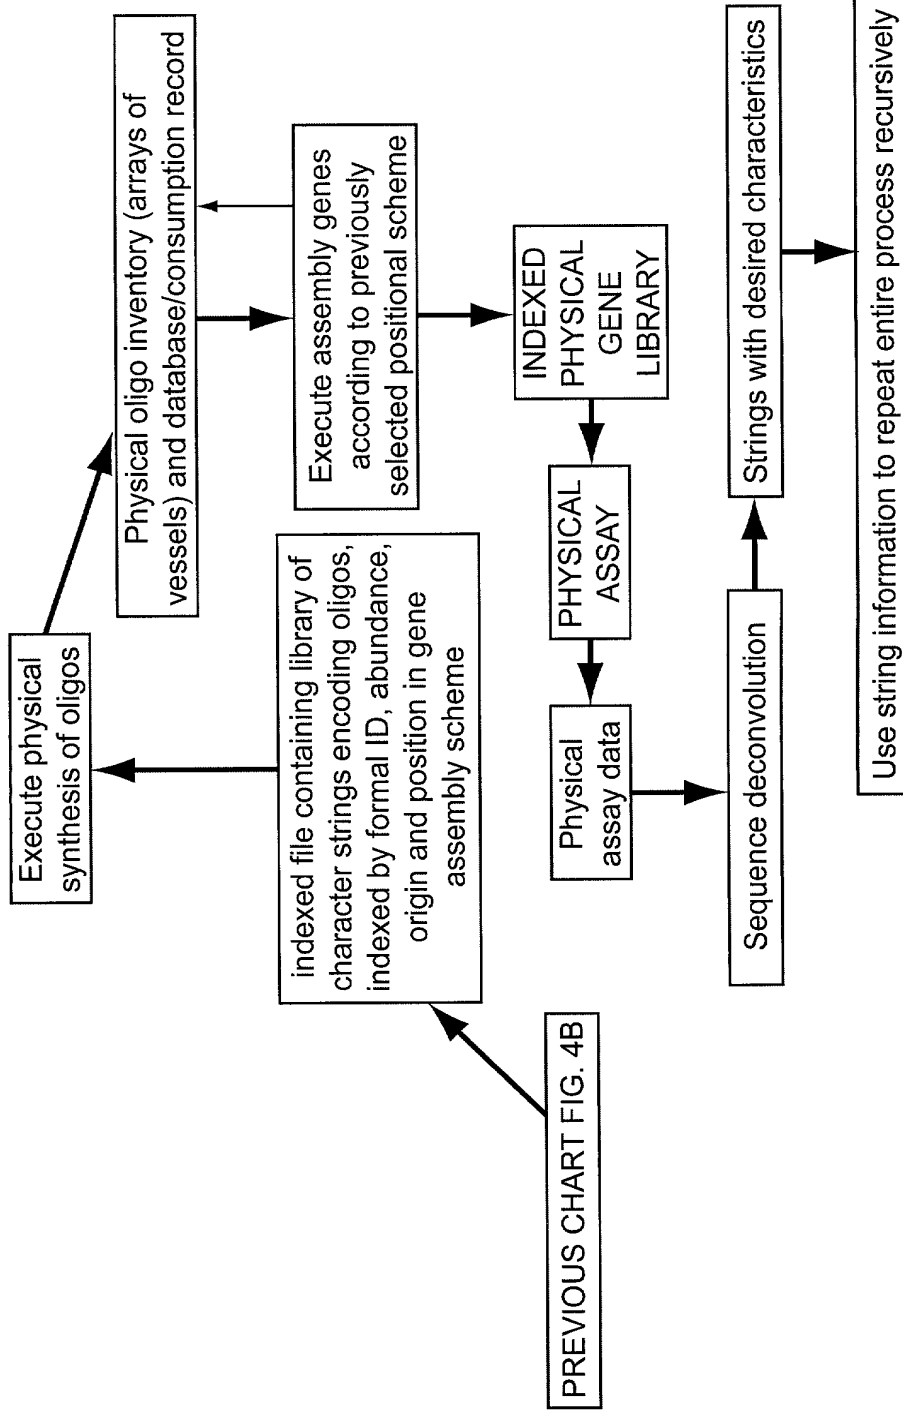 PREVIOUS CHART FIG. 4B
indexed file containing library of
character strings encoding oligos,
indexed by formal ID, abundance,
origin and position in gene
assembly scheme
Execute physical
synthesis of oligos
Physical oligo inventory (arrays of
vessels) and database/consumption record
Execute assembly genes
according to previously
selected positional scheme
INDEXED
PHYSICAL
GENE
LIBRARY
PHYSICAL
ASSAY
Physical
assay data
Sequence deconvolution
Strings with desired characteristics
Use string information to repeat entire process recursively